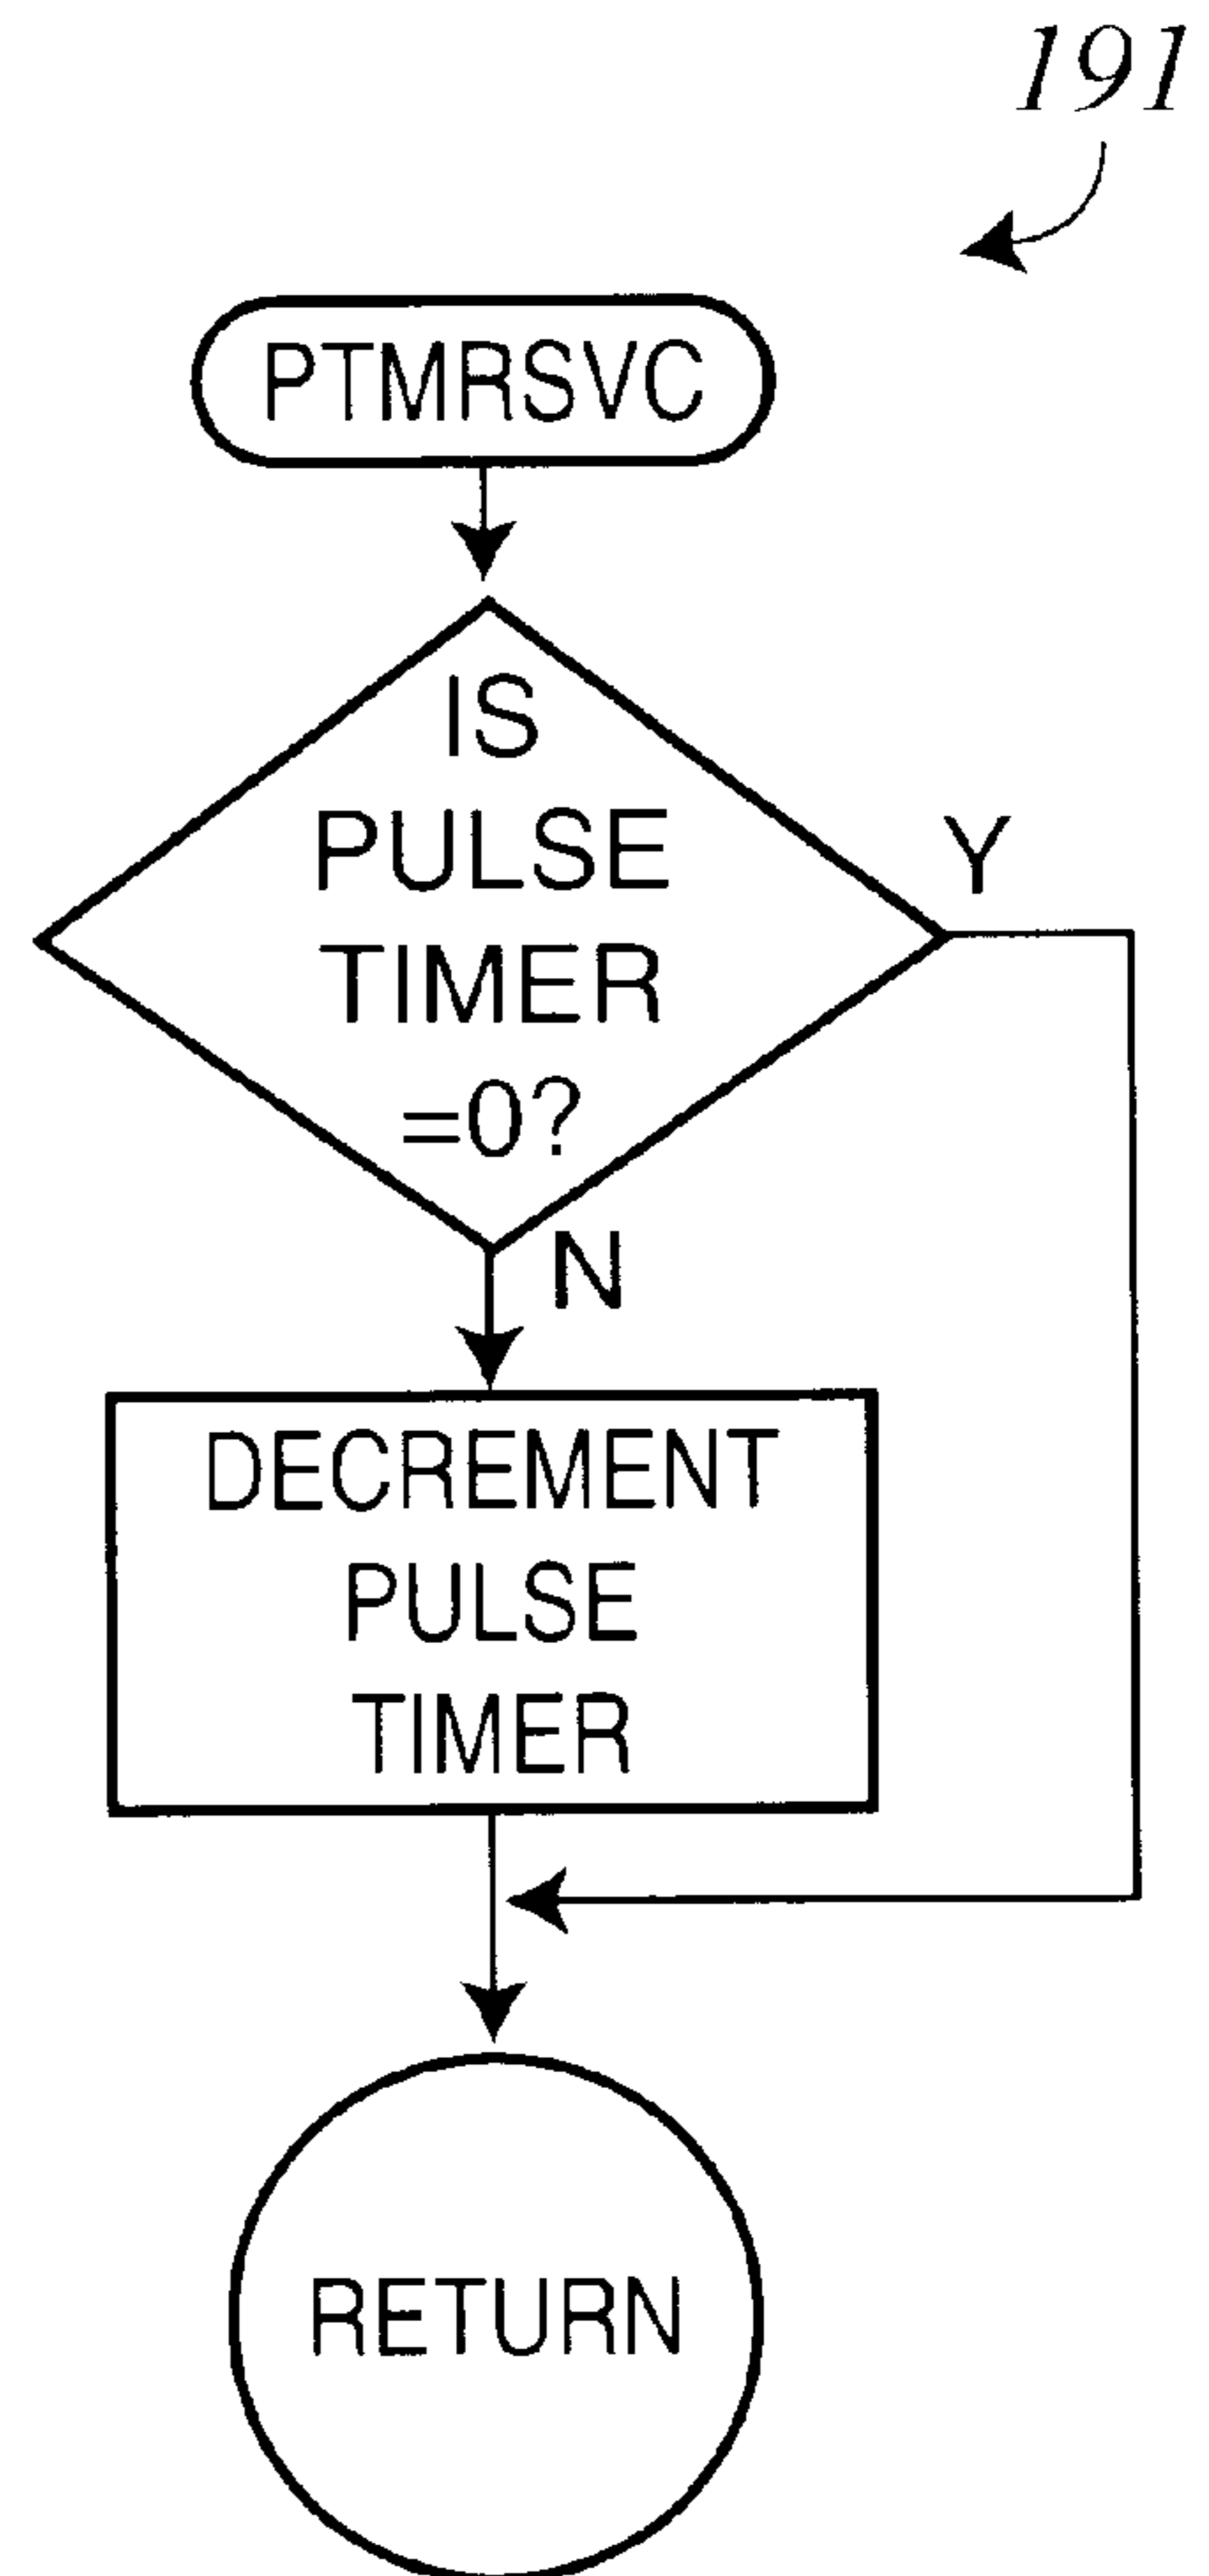 191
PTMRSVC
IS
PULSE
TIMER
=0?
Y
N
DECREMENT
PULSE
TIMER
RETURN